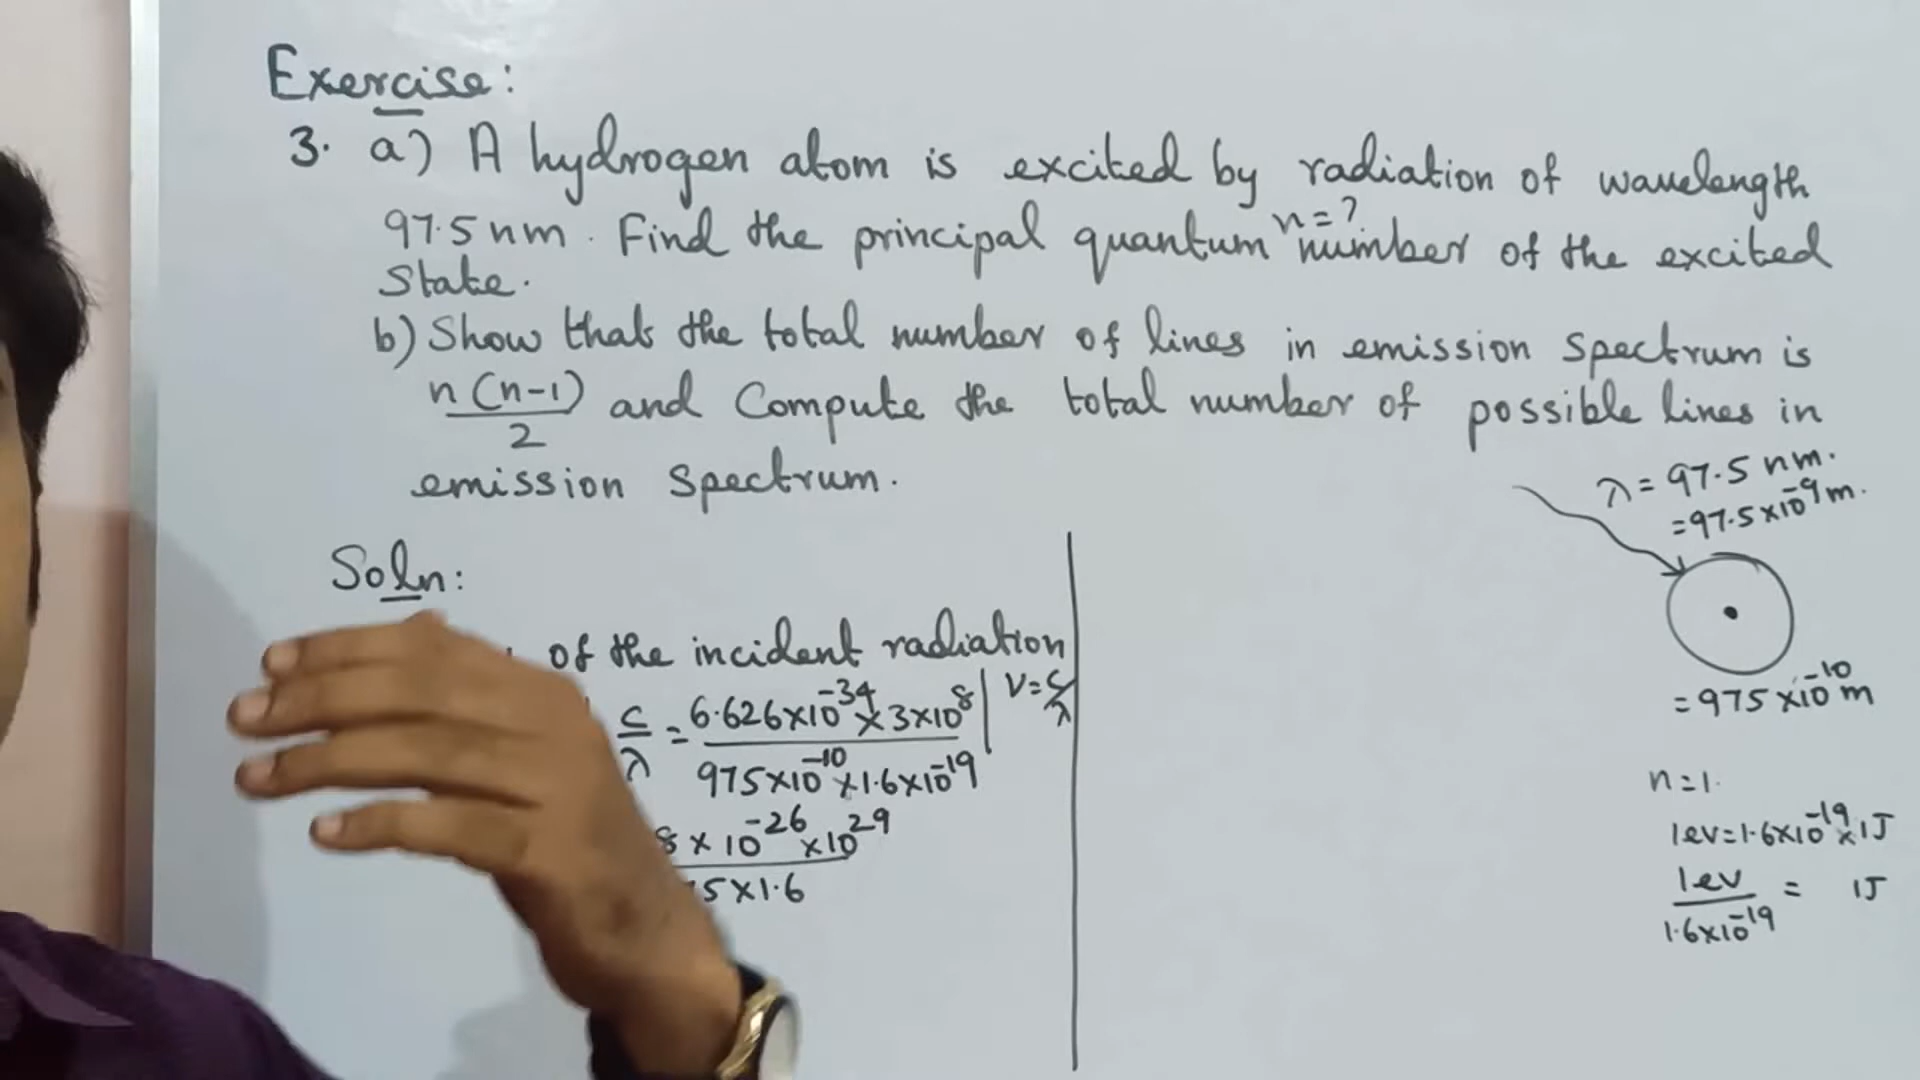 Exercise:
3. a) A hydrogen atom is excited by radiation of wavelength
97.5 nm. Find the principal quantum number of the excited
n=?
state.
b) Show that the total number of lines in emission spectrum is
n(n-1)/2 and Compute the total number of possible lines in
emission spectrum.
λ = 97.5 nm.
= 97.5×10⁻⁹m.
= 975×10⁻¹⁰m
Soln:
of the incident radiation
c/λ = 6.626×10⁻³⁴×3×10⁸ / 975×10⁻¹⁰×1.6×10⁻¹⁹ | ν=c/λ
8×10⁻²⁶×10²⁹
5×1.6
n=1.
1eV=1.6×10⁻¹⁹×1J
1eV/1.6×10⁻¹⁹ = 1J